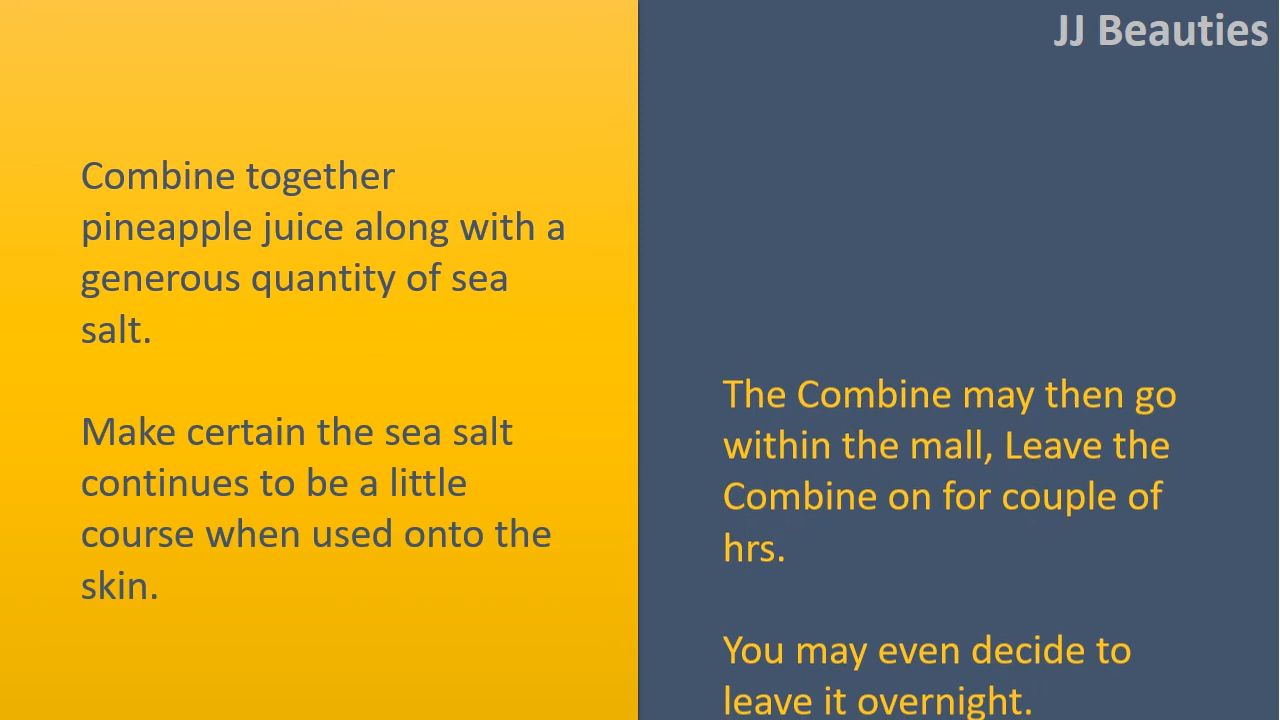 JJ Beauties
Combine together
pineapple juice along with a
generous quantity of sea
salt.
Make certain the sea salt
continues to be a little
course when used onto the
skin.
The Combine may then go
within the mall, Leave the
Combine on for couple of
hrs.
You may even decide to
leave it overnight.